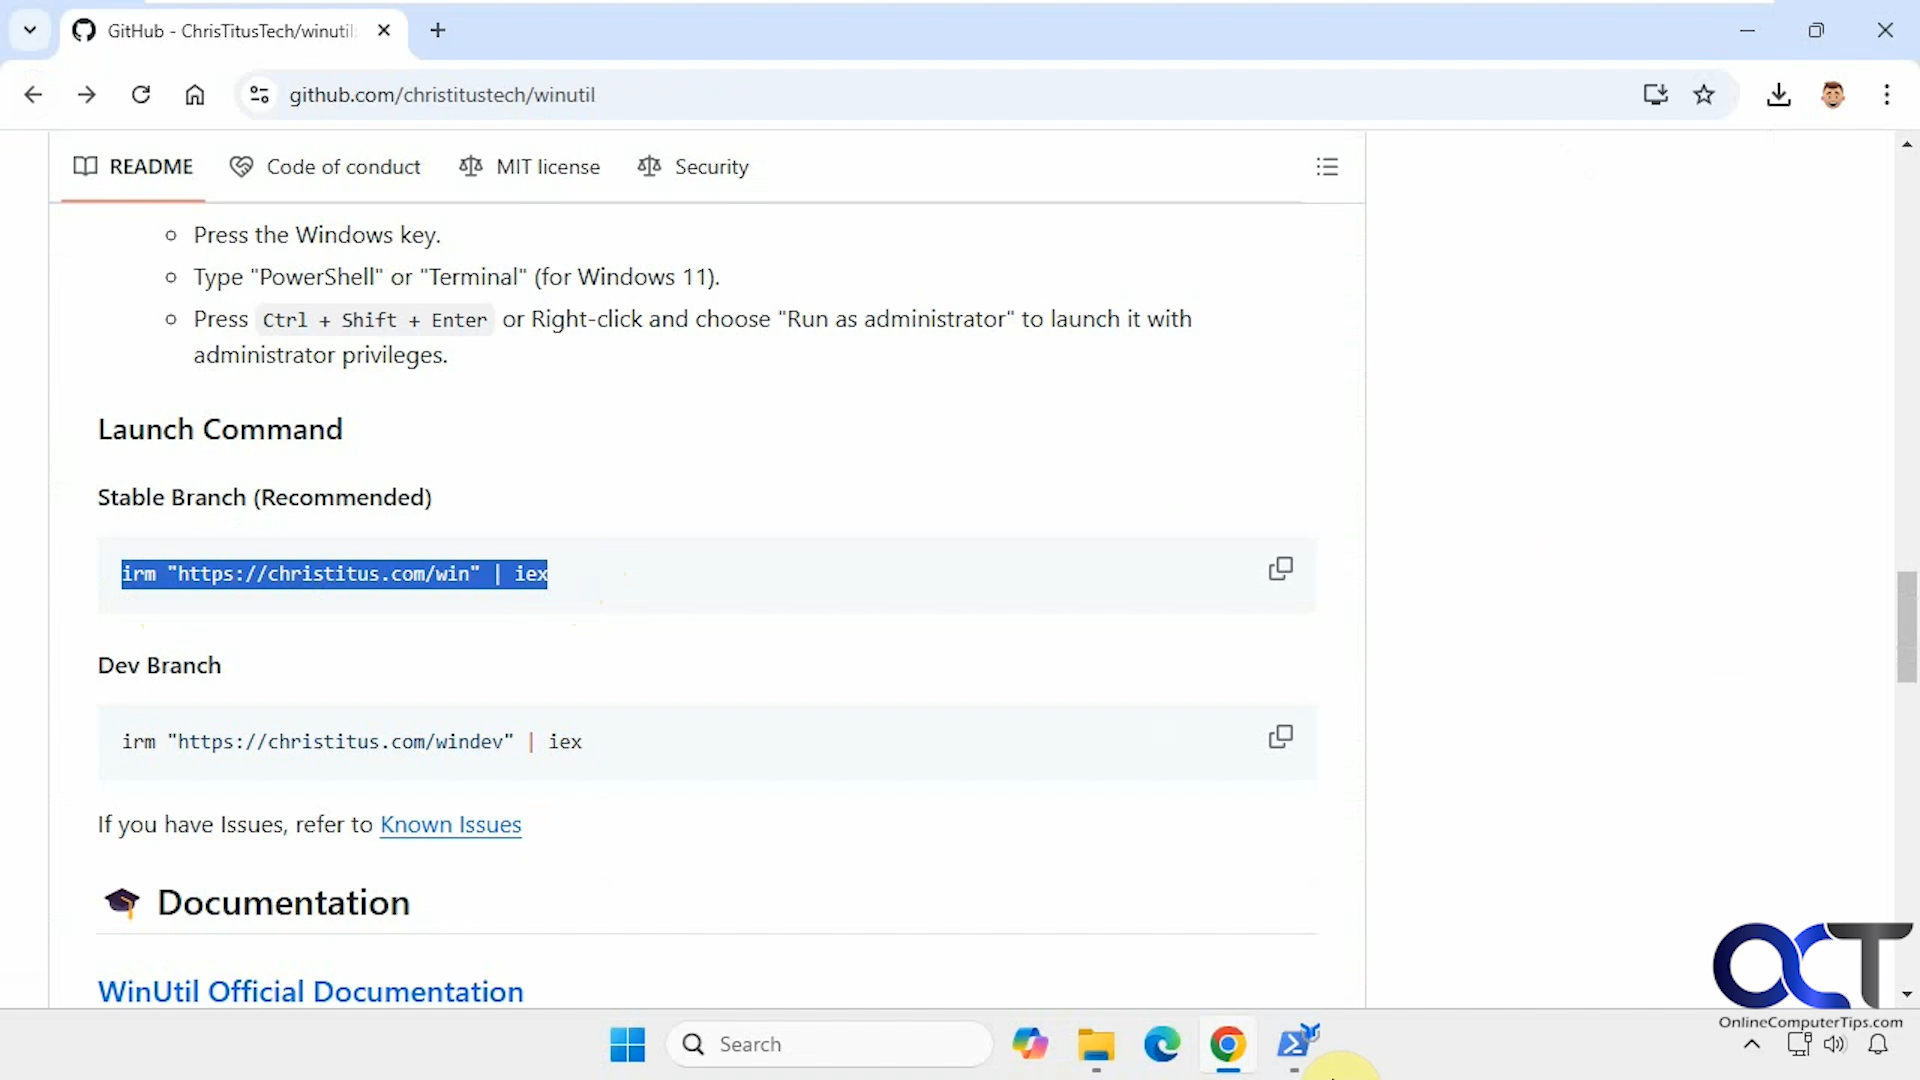 GitHub - ChrisTitusTech/winutil:
github.com/christitustech/winutil
README
Code of conduct
MIT license
Security
Press the Windows key.
Type "PowerShell" or "Terminal" (for Windows 11).
Press Ctrl + Shift + Enter or Right-click and choose "Run as administrator" to launch it with
administrator privileges.
Launch Command
Stable Branch (Recommended)
irm "https://christitus.com/win" | iex
Dev Branch
irm "https://christitus.com/windev" | iex
If you have Issues, refer to Known Issues
Documentation
WinUtil Official Documentation
OCT
OnlineComputerTips.com
Search